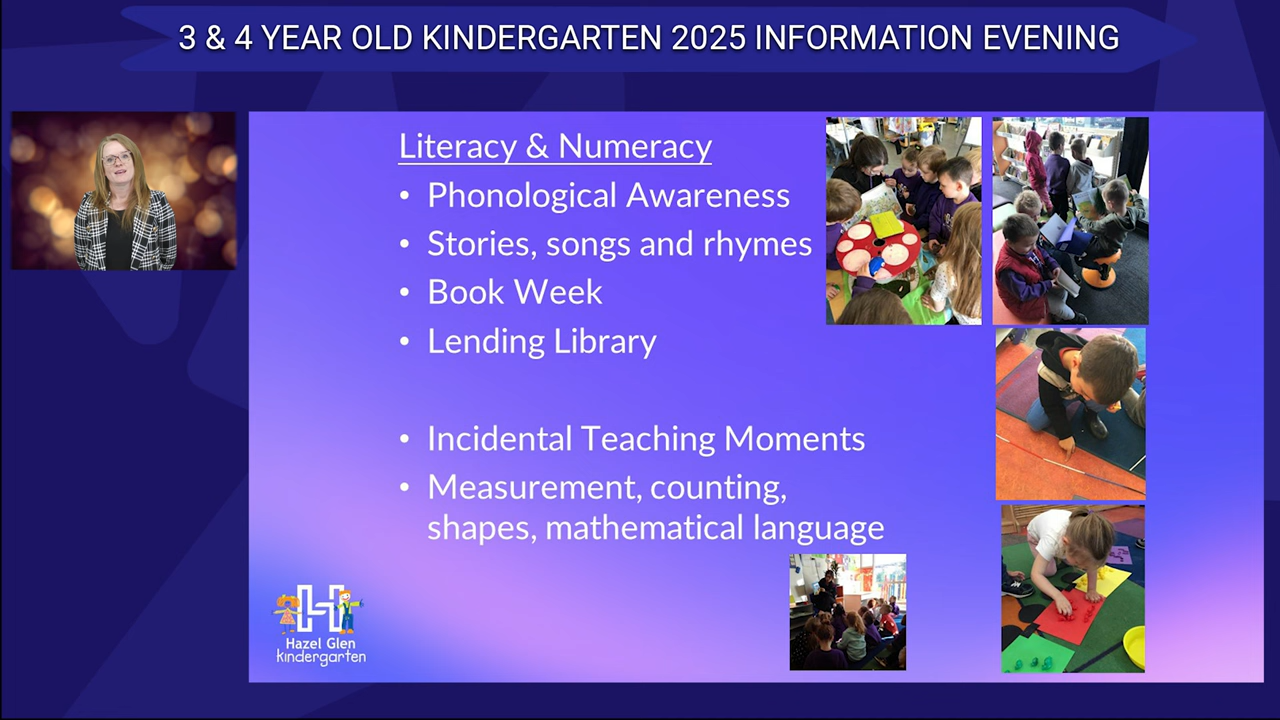 3 & 4 YEAR OLD KINDERGARTEN 2025 INFORMATION EVENING
Literacy & Numeracy
• Phonological Awareness
• Stories, songs and rhymes
• Book Week
• Lending Library
• Incidental Teaching Moments
• Measurement, counting,
shapes, mathematical language
H
Hazel Glen
kindergarten